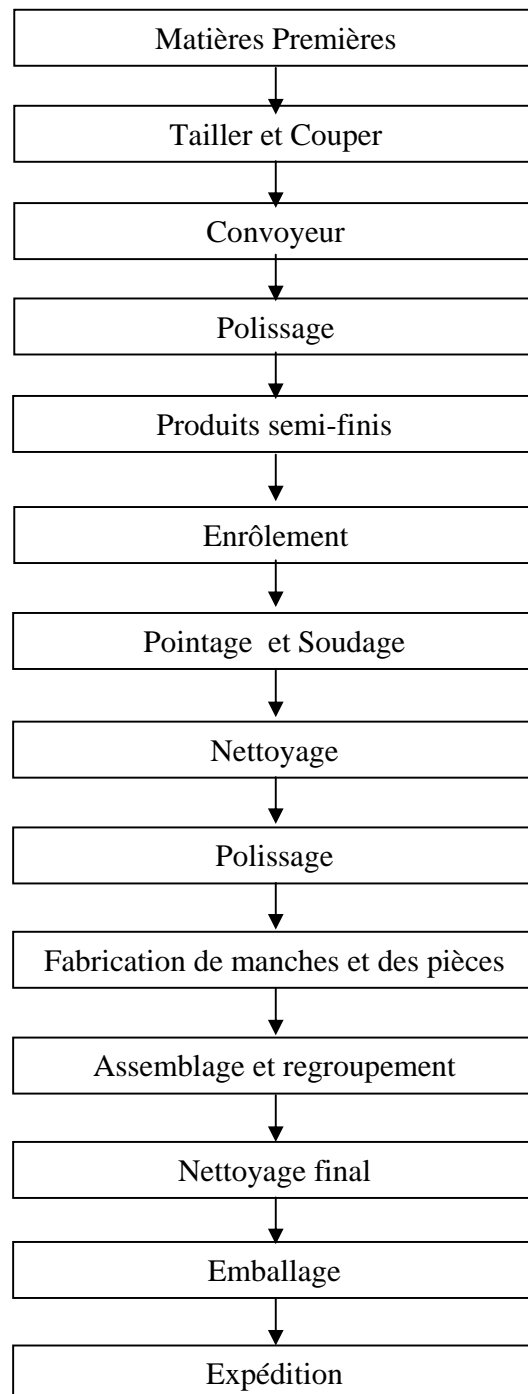 Matières Premières
Tailler et Couper
Convoyeur
Polissage
Produits semi-finis
Enrôlement
Pointage et Soudage
Nettoyage
Polissage
Fabrication de manches et des pièces
Assemblage et regroupement
Nettoyage final
Emballage
Expédition